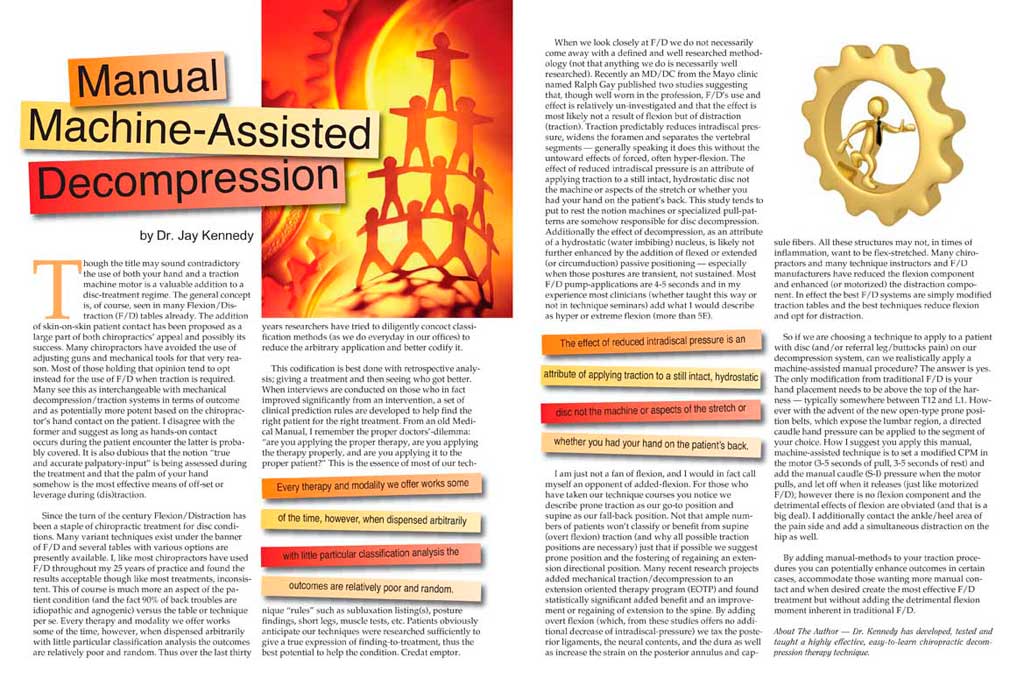 Manual
Machine-Assisted
Decompression
by Dr. Jay Kennedy
Though the title may sound contradictory
the use of both your hand and a traction
machine motor is a valuable addition to a
disc-treatment regime. The general concept
is, of course, seen in many Flexion/Dis-
traction (F/D) tables already. The addition
of skin-on-skin patient contact has been proposed as a
large part of both chiropractics' appeal and possibly its
success. Many chiropractors have avoided the use of
adjusting guns and mechanical tools for that very rea-
son. Most of those holding that opinion tend to opt
instead for the use of F/D when traction is required.
Many see this as interchangeable with mechanical
decompression/traction systems in terms of outcome
and as potentially more potent based on the chiroprac-
tor's hand contact on the patient. I disagree with the
former and suggest as long as hands-on contact
occurs during the patient encounter the latter is proba-
bly covered. It is also dubious that the notion "true
and accurate palpatory-input" is being assessed during
the treatment and that the palm of your hand
somehow is the most effective means of off-set or
leverage during (dis)traction.
Since the turn of the century Flexion/Distraction has
been a staple of chiropractic treatment for disc condi-
tions. Many variant techniques exist under the banner
of F/D and several tables with various options are
presently available. I, like most chiropractors have used
F/D throughout my 25 years of practice and found the
results acceptable though like most treatments, inconsis-
tent. This of course is much more an aspect of the pa-
tient condition (and the fact 90% of back troubles are
idiopathic and agnogenic) versus the table or technique
per se. Every therapy and modality we offer works
some of the time, however, when dispensed arbitrarily
with little particular classification analysis the outcomes
are relatively poor and random. Thus over the last thirty
years researchers have tried to diligently concoct classi-
fication methods (as we do everyday in our offices) to
reduce the arbitrary application and better codify it.
This codification is best done with retrospective analy-
sis; giving a treatment and then seeing who got better.
When interviews are conducted on those who in fact
improved significantly from an intervention, a set of
clinical prediction rules are developed to help find the
right patient for the right treatment. From an old Medi-
cal Manual, I remember the proper doctors'-dilemma:
"are you applying the proper therapy, are you applying
the therapy properly, and are you applying it to the
proper patient?" This is the essence of most of our tech-
Every therapy and modality we offer works some
of the time, however, when dispensed arbitrarily
with little particular classification analysis the
outcomes are relatively poor and random.
nique "rules" such as subluxation listing(s), posture
findings, short legs, muscle tests, etc. Patients obviously
anticipate our techniques were researched sufficiently to
give a true expression of finding-to-treatment, thus the
best potential to help the condition. Credat emptor.
When we look closely at F/D we do not necessarily
come away with a defined and well researched method-
ology (not that anything we do is necessarily well
researched). Recently an MD/DC from the Mayo clinic
named Ralph Gay published two studies suggesting
that, though well worn in the profession, F/D's use and
effect is relatively un-investigated and that the effect is
most likely not a result of flexion but of distraction
(traction). Traction predictably reduces intradiscal pres-
sure, widens the foramen and separates the vertebral
segments — generally speaking it does this without the
untoward effects of forced, often hyper-flexion. The
effect of reduced intradiscal pressure is an attribute of
applying traction to a still intact, hydrostatic disc not
the machine or aspects of the stretch or whether you
had your hand on the patient's back. This study tends to
put to rest the notion machines or specialized pull-pat-
terns are somehow responsible for disc decompression.
Additionally the effect of decompression, as an attribute
of a hydrostatic (water imbibing) nucleus, is likely not
further enhanced by the addition of flexed or extended
(or circumduction) passive positioning — especially
when those postures are transient, not sustained. Most
F/D pump-applications are 4-5 seconds and in my
experience most clinicians (whether taught this way or
not in technique seminars) add what I would describe
as hyper or extreme flexion (more than 5F).
The effect of reduced intradiscal pressure is an
attribute of applying traction to a still intact, hydrostatic
disc not the machine or aspects of the stretch or
whether you had your hand on the patient's back.
I am just not a fan of flexion, and I would in fact call
myself an opponent of added-flexion. For those who
have taken our technique courses you notice we
describe prone traction as our go-to position and
supine as our fall-back position. Not that ample num-
bers of patients won't classify or benefit from supine
(overt flexion) traction (and why all possible traction
positions are necessary) just that if possible we suggest
prone position and the fostering of regaining an exten-
sion directional position. Many recent research projects
added mechanical traction/decompression to an
extension oriented therapy program (EOTP) and found
statistically significant added benefit and an improve-
ment or regaining of extension to the spine. By adding
overt flexion (which, from these studies offers no addi-
tional decrease of intradiscal-pressure) we tax the poste-
rior ligaments, the neural contents, and the dura as well
as increase the strain on the posterior annulus and cap-
sule fibers. All these structures may not, in times of
inflammation, want to be flex-stretched. Many chiro-
practors and many technique instructors and F/D
manufacturers have reduced the flexion component
and enhanced (or motorized) the distraction compo-
nent. In effect the best F/D systems are simply modified
traction tables and the best techniques reduce flexion
and opt for distraction.
So if we are choosing a technique to apply to a patient
with disc (and/or referral leg/buttocks pain) on our
decompression system, can we realistically apply a
machine-assisted manual procedure? The answer is yes.
The only modification from traditional F/D is your
hand placement needs to be above the top of the har-
ness — typically somewhere between T12 and L1. How-
ever with the advent of the new open-type prone posi-
tion belts, which expose the lumbar region, a directed
caudle hand pressure can be applied to the segment of
your choice. How I suggest you apply this manual,
machine-assisted technique is to set a modified CPM in
the motor (3-5 seconds of pull, 3-5 seconds of rest) and
add the manual caudle (S-I) pressure when the motor
pulls, and let off when it releases (just like motorized
F/D); however there is no flexion component and the
detrimental effects of flexion are obviated (and that is a
big deal). I additionally contact the ankle/heel area of
the pain side and add a simultaneous distraction on the
hip as well.
By adding manual-methods to your traction proce-
dures you can potentially enhance outcomes in certain
cases, accommodate those wanting more manual con-
tact and when desired create the most effective F/D
treatment but without adding the detrimental flexion
moment inherent in traditional F/D.
About The Author — Dr. Kennedy has developed, tested and
taught a highly effective, easy-to-learn chiropractic decom-
pression therapy technique.